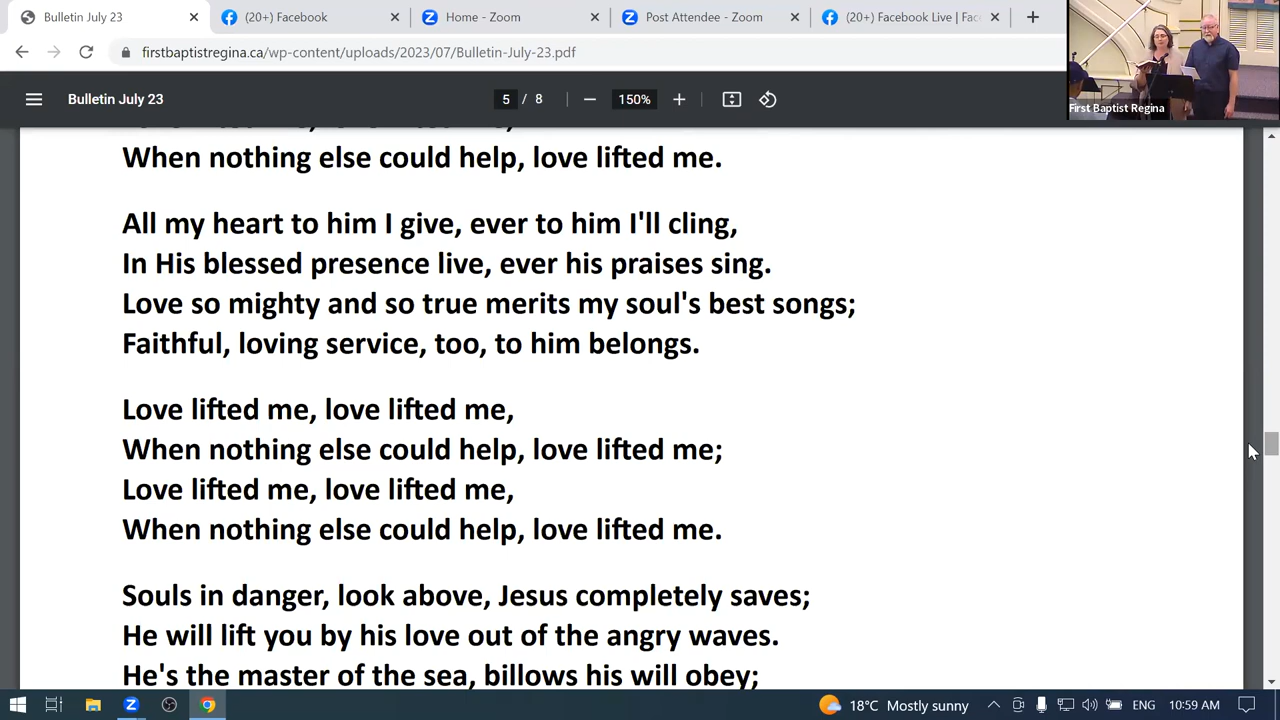 Bulletin July 23
(20+) Facebook
Home - Zoom
Post Attendee - Zoom
(20+) Facebook Live | Fac
firstbaptistregina.ca/wp-content/uploads/2023/07/Bulletin-July-23.pdf
Bulletin July 23
5 / 8
150%
First Baptist Regina
When nothing else could help, love lifted me.
All my heart to him I give, ever to him I'll cling,
In His blessed presence live, ever his praises sing.
Love so mighty and so true merits my soul's best songs;
Faithful, loving service, too, to him belongs.
Love lifted me, love lifted me,
When nothing else could help, love lifted me;
Love lifted me, love lifted me,
When nothing else could help, love lifted me.
Souls in danger, look above, Jesus completely saves;
He will lift you by his love out of the angry waves.
He's the master of the sea, billows his will obey;
18°C Mostly sunny
ENG
10:59 AM